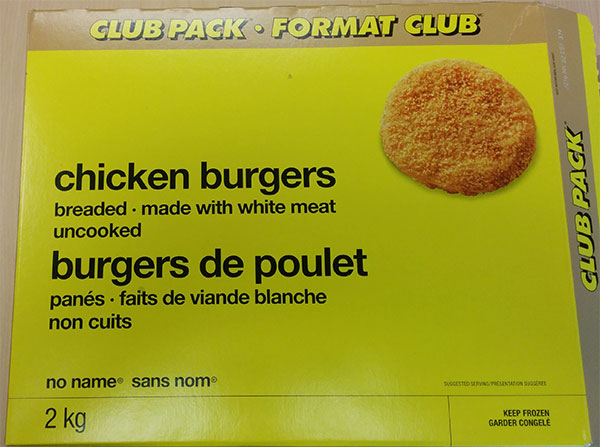 CLUB PACK • FORMAT CLUB
chicken burgers
breaded · made with white meat
uncooked
burgers de poulet
panés · faits de viande blanche
non cuits
no name® sans nom®
SUGGESTED SERVING/PRÉSENTATION SUGGÉRÉE
2 kg
KEEP FROZEN
GARDER CONGELÉ
CLUB PACK